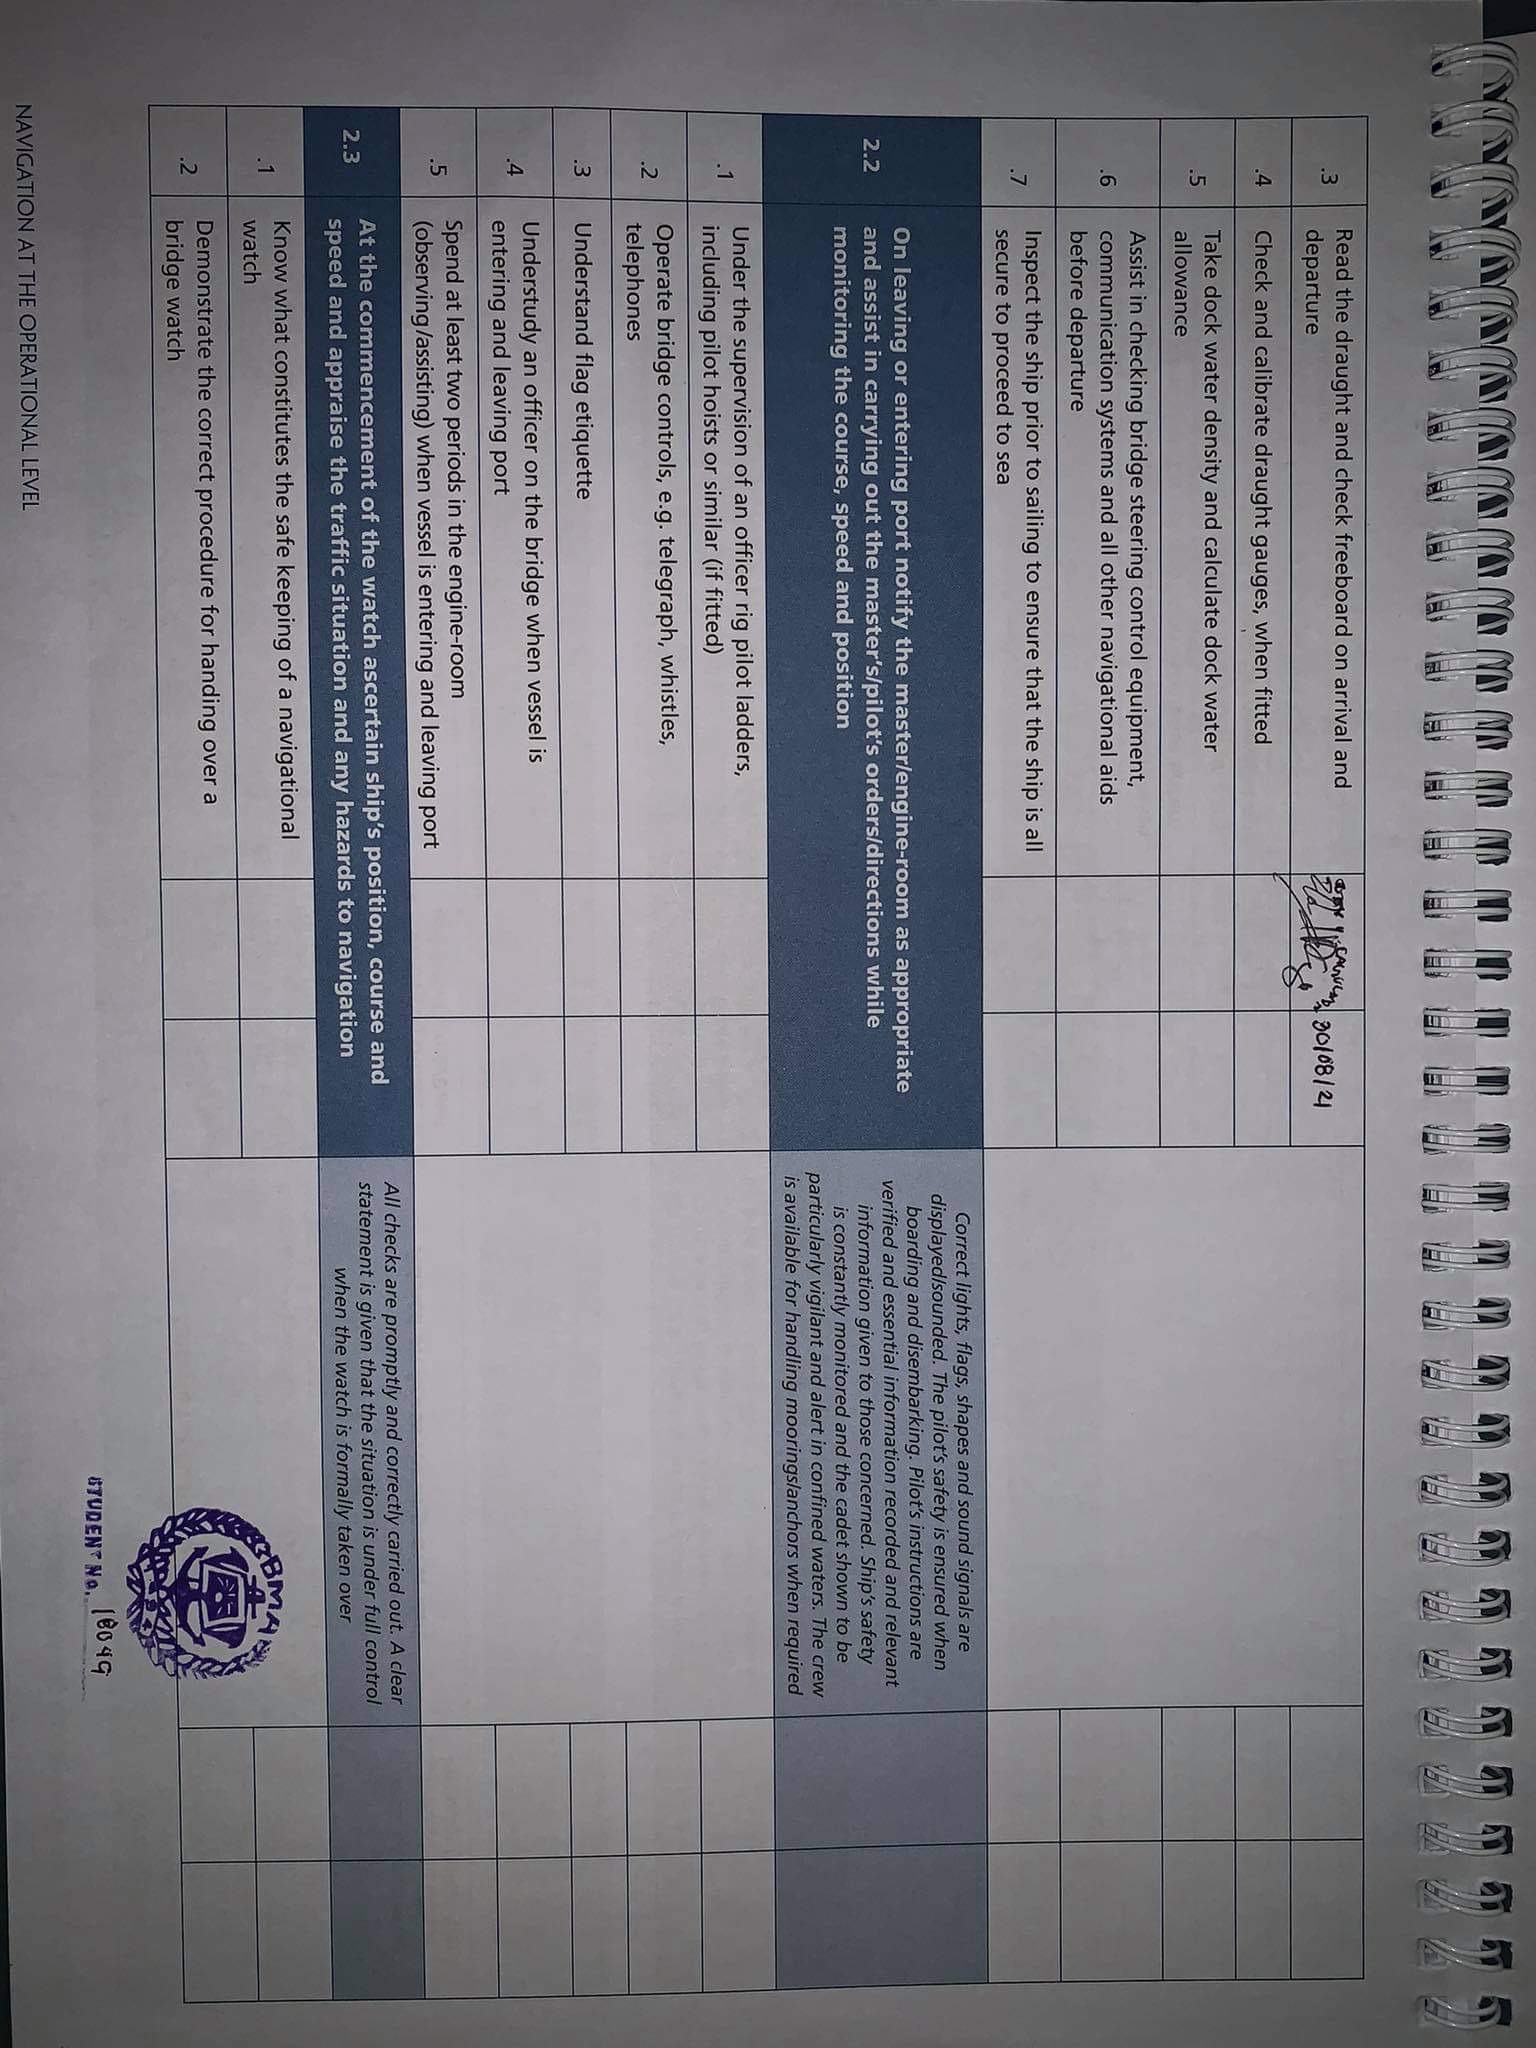 .3
Read the draught and check freeboard on arrival and
departure
20/08/21
.4
Check and calibrate draught gauges, when fitted
.5
Take dock water density and calculate dock water
allowance
.6
Assist in checking bridge steering control equipment,
communication systems and all other navigational aids
before departure
.7
Inspect the ship prior to sailing to ensure that the ship is all
secure to proceed to sea
2.2
On leaving or entering port notify the master/engine-room as appropriate
and assist in carrying out the master's/pilot's orders/directions while
monitoring the course, speed and position
Correct lights, flags, shapes and sound signals are
displayed/sounded. The pilot's safety is ensured when
boarding and disembarking. Pilot's instructions are
verified and essential information recorded and relevant
information given to those concerned. Ship's safety
is constantly monitored and the cadet shown to be
particularly vigilant and alert in confined waters. The crew
is available for handling moorings/anchors when required
.1
Under the supervision of an officer rig pilot ladders,
including pilot hoists or similar (if fitted)
.2
Operate bridge controls, e.g. telegraph, whistles,
telephones
.3
Understand flag etiquette
.4
Understudy an officer on the bridge when vessel is
entering and leaving port
.5
Spend at least two periods in the engine-room
(observing/assisting) when vessel is entering and leaving port
2.3
At the commencement of the watch ascertain ship's position, course and
speed and appraise the traffic situation and any hazards to navigation
All checks are promptly and correctly carried out. A clear
statement is given that the situation is under full control
when the watch is formally taken over
.1
Know what constitutes the safe keeping of a navigational
watch
.2
Demonstrate the correct procedure for handing over a
bridge watch
BMA
STUDENT No. 18049
NAVIGATION AT THE OPERATIONAL LEVEL